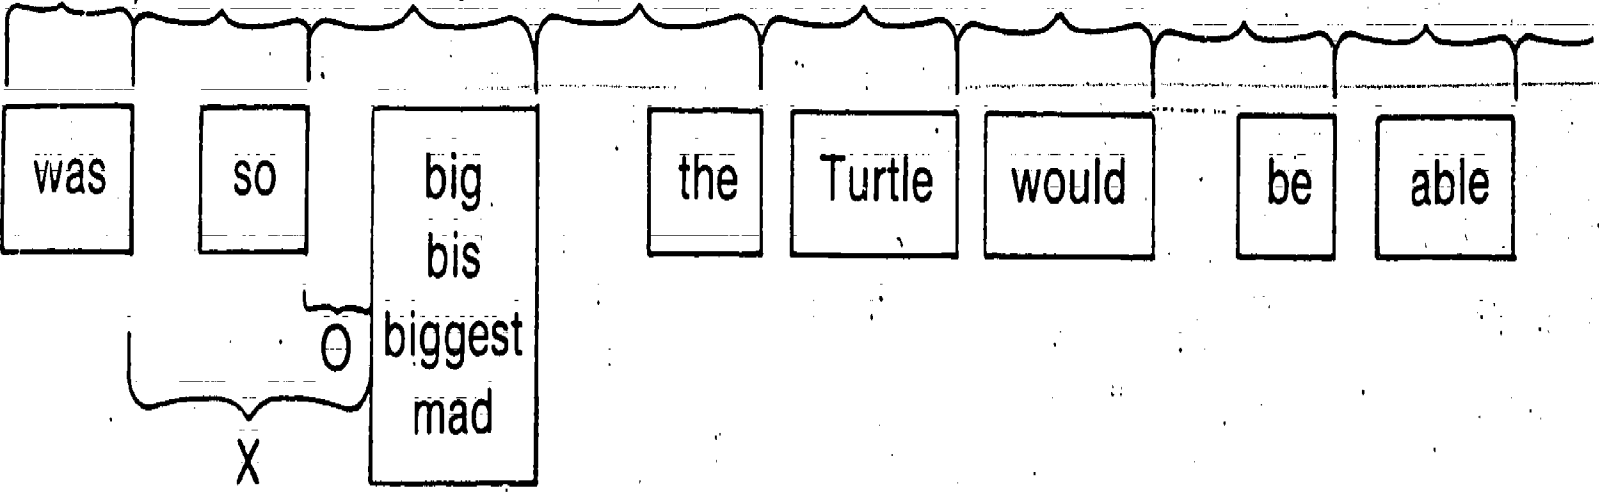 was so big the Turtle would be able
bis
O biggest
mad
X